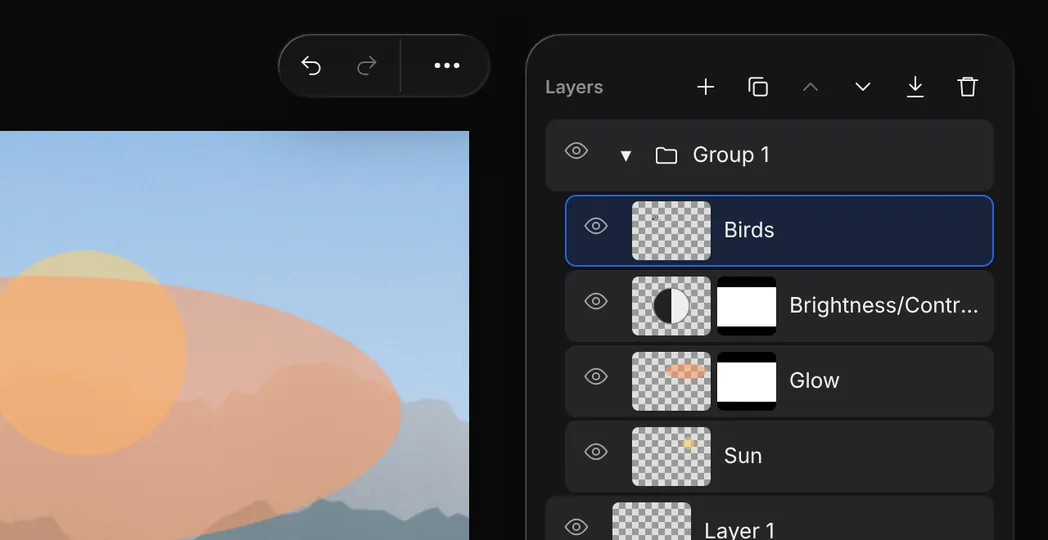 Layers
Group 1
Birds
Brightness/Contr...
Glow
Sun
Layer 1